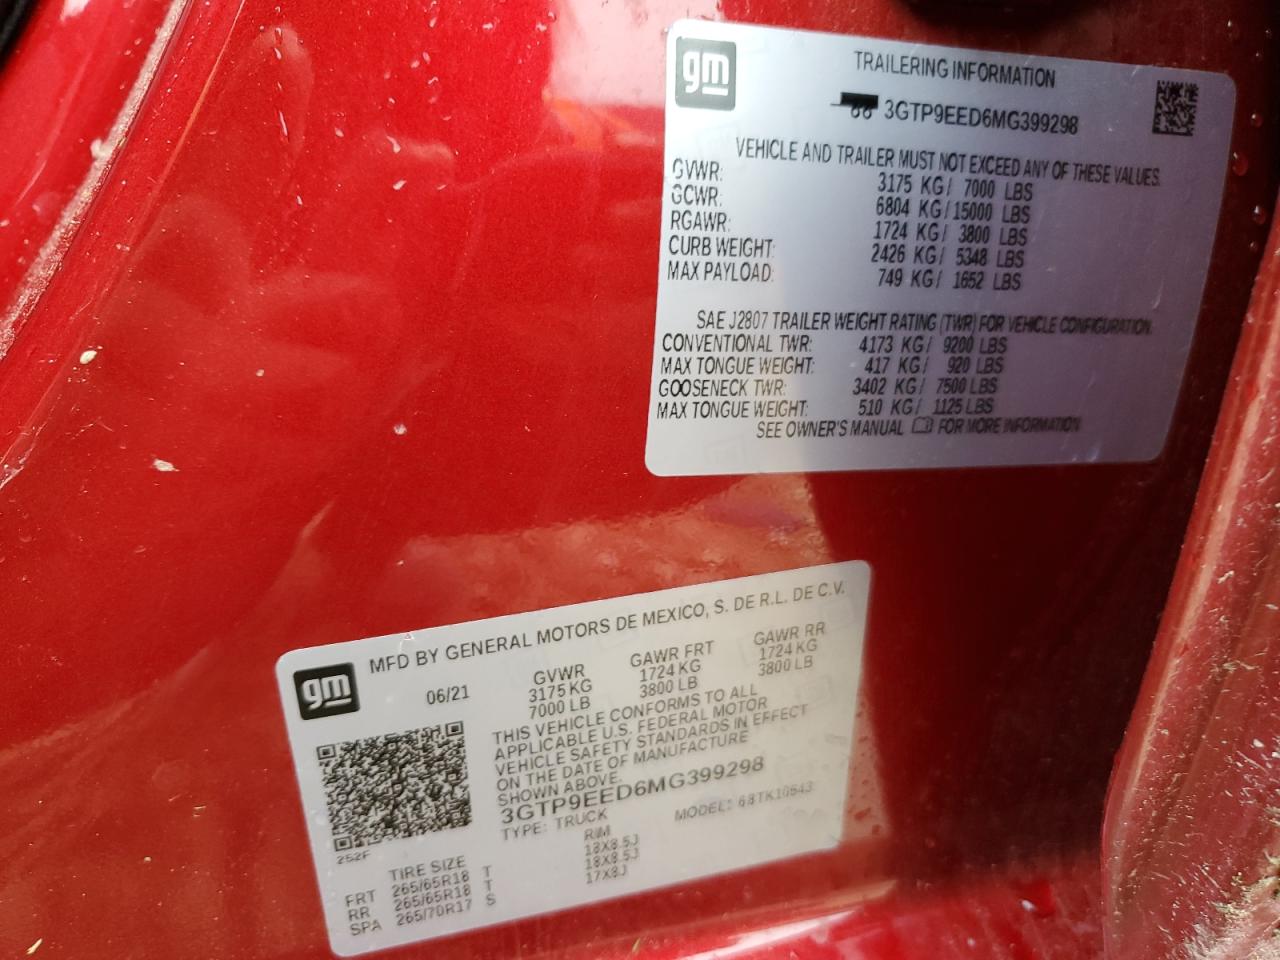 gm
TRAILERING INFORMATION
3GTP9EED6MG399298
VEHICLE AND TRAILER MUST NOT EXCEED ANY OF THESE VALUES.
GVWR: 3175 KG/ 7000 LBS
GCWR: 6804 KG/ 15000 LBS
RGAWR: 1724 KG/ 3800 LBS
CURB WEIGHT: 2426 KG/ 5348 LBS
MAX PAYLOAD: 749 KG/ 1652 LBS
SAE J2807 TRAILER WEIGHT RATING (TWR) FOR VEHICLE CONFIGURATION.
CONVENTIONAL TWR: 4173 KG/ 9200 LBS
MAX TONGUE WEIGHT: 417 KG/ 920 LBS
GOOSENECK TWR: 3402 KG/ 7500 LBS
MAX TONGUE WEIGHT: 510 KG/ 1125 LBS
SEE OWNER'S MANUAL FOR MORE INFORMATION
gm
MFD BY GENERAL MOTORS DE MEXICO, S. DE R.L. DE C.V.
06/21 GVWR GAWR FRT GAWR RR
3175 KG 1724 KG 1724 KG
7000 LB 3800 LB 3800 LB
THIS VEHICLE CONFORMS TO ALL
APPLICABLE U.S. FEDERAL MOTOR
VEHICLE SAFETY STANDARDS IN EFFECT
ON THE DATE OF MANUFACTURE
SHOWN ABOVE.
3GTP9EED6MG399298
TYPE: TRUCK MODEL:
252F
TIRE SIZE RIM
FRT 265/65R18 T 18X8.5J
RR 265/65R18 T 18X8.5J
SPA 265/70R17 S 17X8J